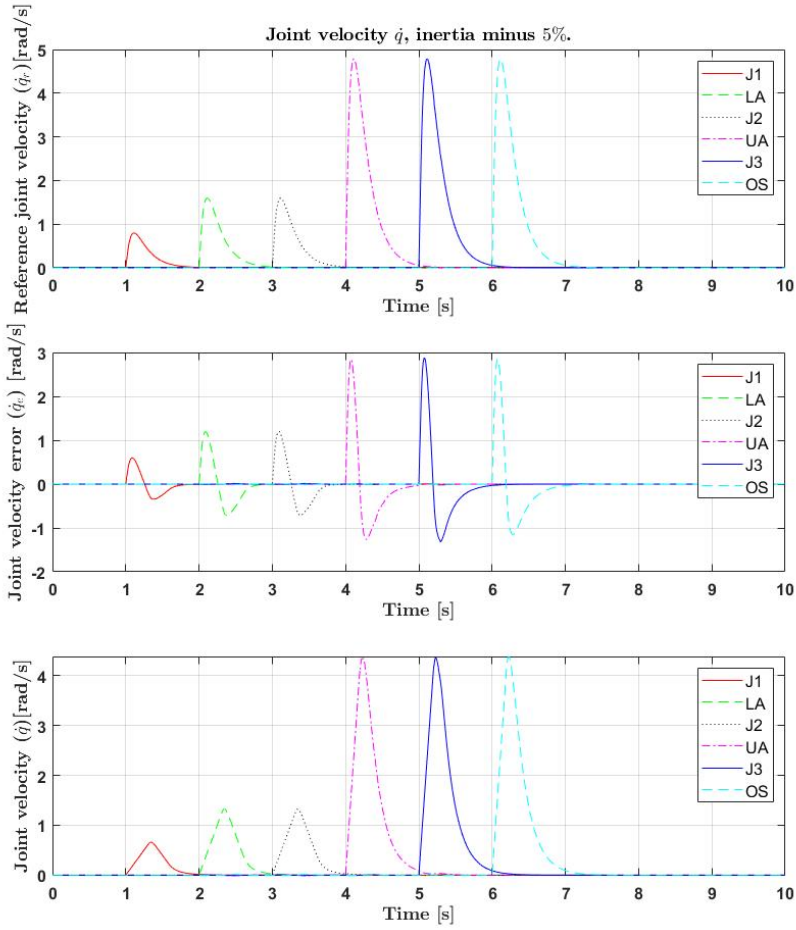 Joint velocity q̇, inertia minus 5%.
Reference joint velocity (q̇ᵣ)[rad/s]
5
4
3
2
1
0
J1
LA
J2
UA
J3
OS
0 1 2 3 4 5 6 7 8 9 10
Time [s]
Joint velocity error (q̇ₑ) [rad/s]
3
2
1
0
-1
-2
J1
LA
J2
UA
J3
OS
0 1 2 3 4 5 6 7 8 9 10
Time [s]
Joint velocity (q̇)[rad/s]
4
3
2
1
0
J1
LA
J2
UA
J3
OS
0 1 2 3 4 5 6 7 8 9 10
Time [s]